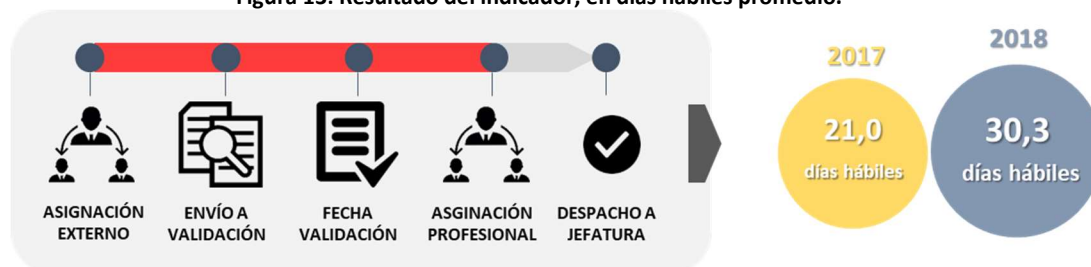 Figura 15: Resultado del indicador, en días hábiles promedio.
2017
2018
21,0
días hábiles
30,3
días hábiles
ASIGNACIÓN
EXTERNO
ENVÍO A
VALIDACIÓN
FECHA
VALIDACIÓN
ASGINACIÓN
PROFESIONAL
DESPACHO A
JEFATURA